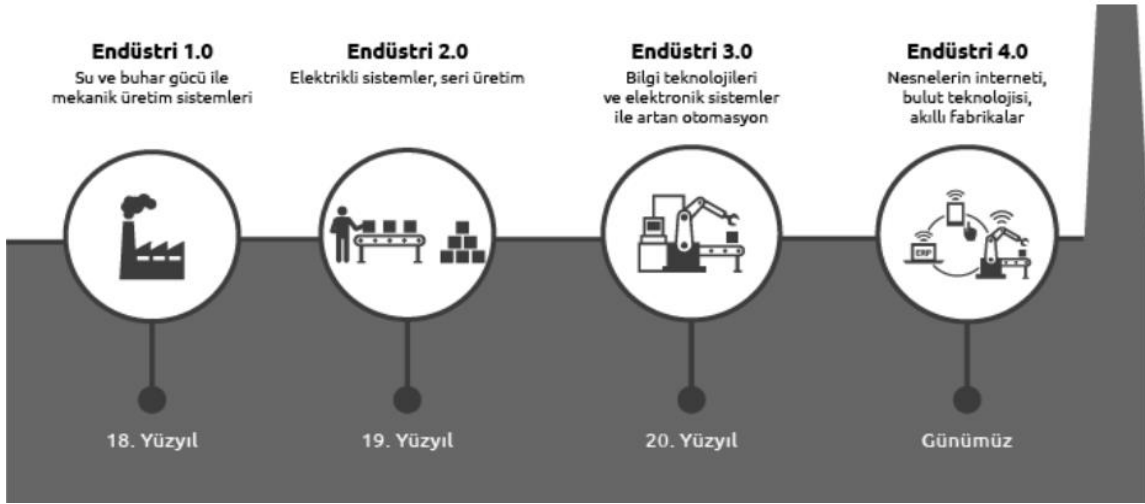 Endüstri 1.0
Su ve buhar gücü ile
mekanik üretim sistemleri
Endüstri 2.0
Elektrikli sistemler, seri üretim
Endüstri 3.0
Bilgi teknolojileri
ve elektronik sistemler
ile artan otomasyon
Endüstri 4.0
Nesnelerin interneti,
bulut teknolojisi,
akıllı fabrikalar
ERP
18. Yüzyıl
19. Yüzyıl
20. Yüzyıl
Günümüz